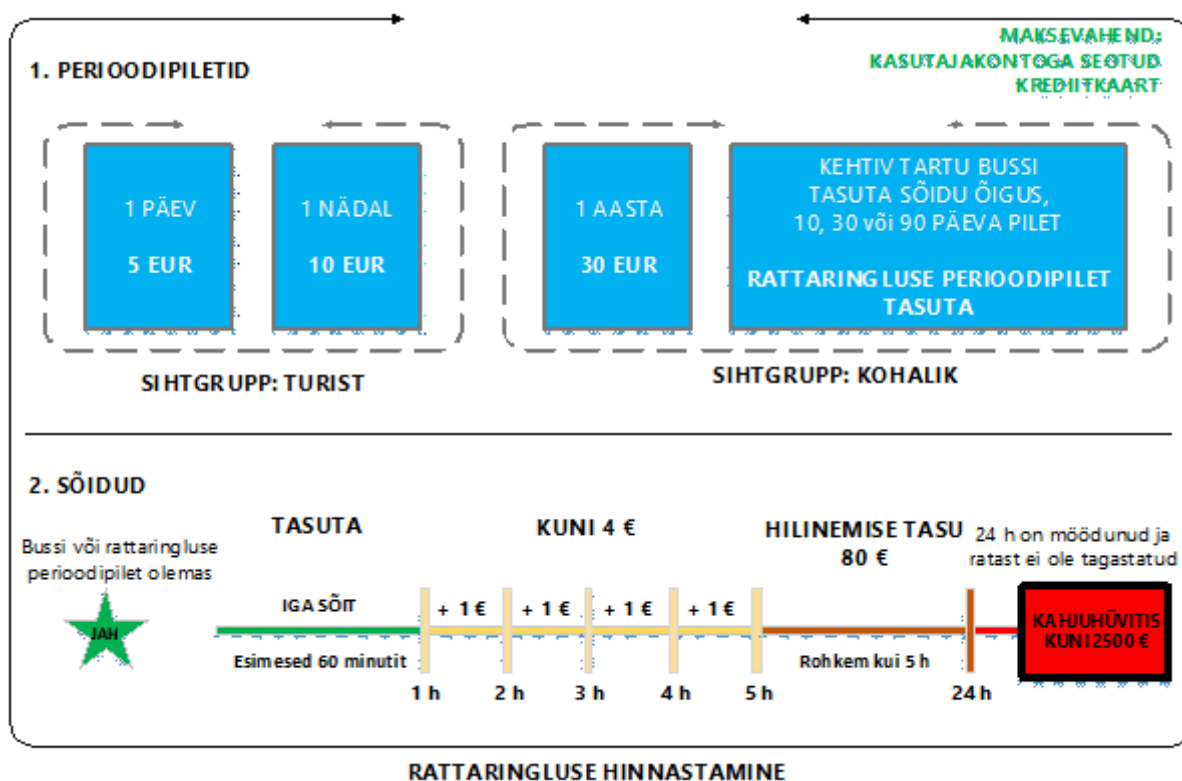 MAKSEVAHEND:
KASUTAJAKONTOGA SEOTUD
KREDIITKAART
1. PERIOODIPILETID
1 PÄEV
5 EUR
1 NÄDAL
10 EUR
1 AASTA
30 EUR
KEHTIV TARTU BUSSI
TASUTA SÕIDU ÕIGUS,
10, 30 või 90 PÄEVA PILET
RATTARINGLUSE PERIOODIPILET
TASUTA
SIHTGRUPP: TURIST
SIHTGRUPP: KOHALIK
2. SÕIDUD
Bussi või rattaringluse
perioodipilet olemas
JAH
TASUTA
IGA SÕIT
Esimesed 60 minutit
KUNI 4 €
+ 1 €
+ 1 €
+ 1 €
+ 1 €
HILINEMISE TASU
80 €
Rohkem kui 5 h
24 h on möödunud ja
ratast ei ole tagastatud
KAHJUHÜVITIS
KUNI 2500 €
1 h
2 h
3 h
4 h
5 h
24 h
RATTARINGLUSE HINNASTAMINE